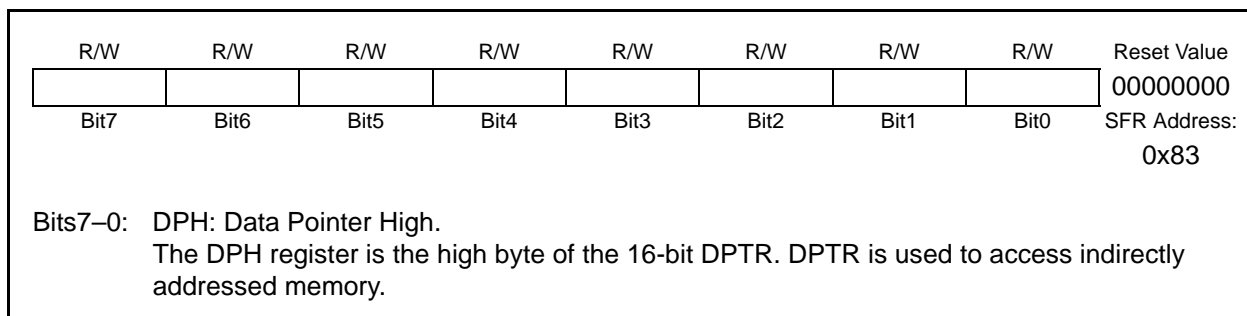 R/W R/W R/W R/W R/W R/W R/W R/W Reset Value
00000000
Bit7 Bit6 Bit5 Bit4 Bit3 Bit2 Bit1 Bit0 SFR Address:
0x83
Bits7–0: DPH: Data Pointer High.
The DPH register is the high byte of the 16-bit DPTR. DPTR is used to access indirectly
addressed memory.